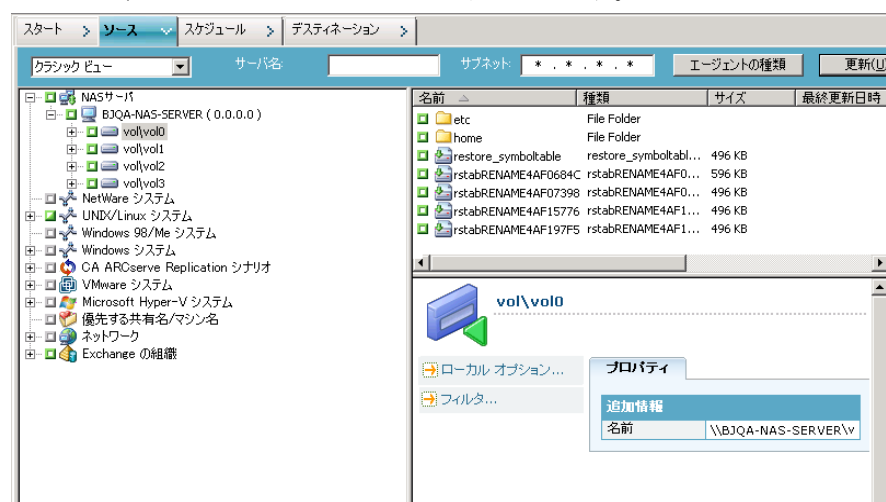 スタート ソース スケジュール デスティネーション
クラシック ビュー サーバ名: サブネット: * . * . * . * エージェントの種類 更新(U
NASサーバ
BJQA-NAS-SERVER ( 0.0.0.0 )
vol\vol0
vol\vol1
vol\vol2
vol\vol3
NetWare システム
UNIX/Linux システム
Windows 98/Me システム
Windows システム
CA ARCserve Replication シナリオ
VMware システム
Microsoft Hyper-V システム
優先する共有名/マシン名
ネットワーク
Exchange の組織
名前 種類 サイズ 最終更新日時
etc File Folder
home File Folder
restore_symboltable restore_symboltabl... 496 KB
rstabRENAME4AF0684C rstabRENAME4AF0... 596 KB
rstabRENAME4AF07398 rstabRENAME4AF0... 496 KB
rstabRENAME4AF15776 rstabRENAME4AF1... 496 KB
rstabRENAME4AF197F5 rstabRENAME4AF1... 496 KB
vol\vol0
ローカル オプション...
フィルタ...
プロパティ
追加情報
名前 \\BJQA-NAS-SERVER\v